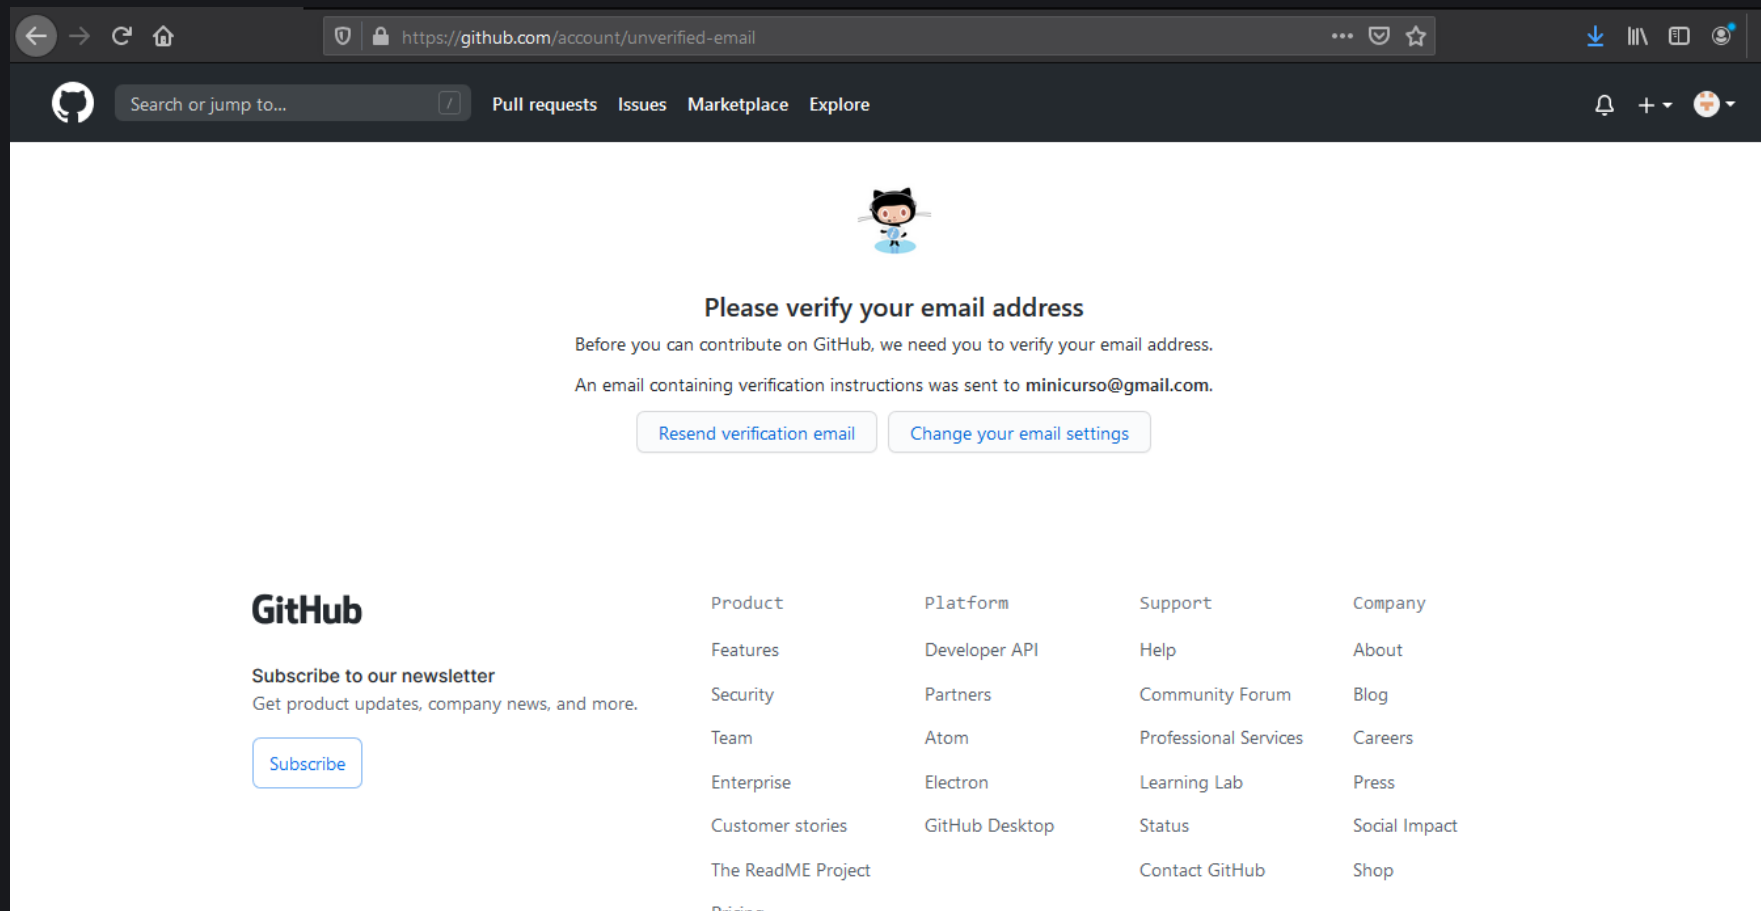 https://github.com/account/unverified-email
Search or jump to... /
Pull requests Issues Marketplace Explore
Please verify your email address
Before you can contribute on GitHub, we need you to verify your email address.
An email containing verification instructions was sent to minicurso@gmail.com.
Resend verification email Change your email settings
GitHub
Subscribe to our newsletter
Get product updates, company news, and more.
Subscribe
Product
Features
Security
Team
Enterprise
Customer stories
The ReadME Project
Pricing
Platform
Developer API
Partners
Atom
Electron
GitHub Desktop
Support
Help
Community Forum
Professional Services
Learning Lab
Status
Contact GitHub
Company
About
Blog
Careers
Press
Social Impact
Shop